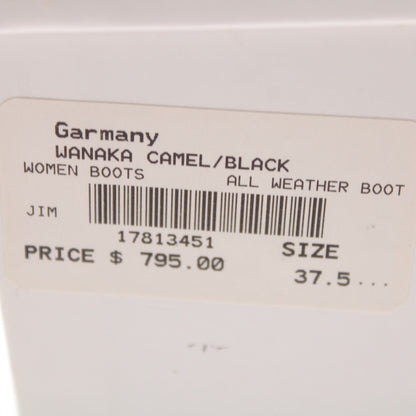 Garmany
WANAKA CAMEL/BLACK
WOMEN BOOTS ALL WEATHER BOOT
JIM
17813451
SIZE
PRICE $ 795.00
37.5...